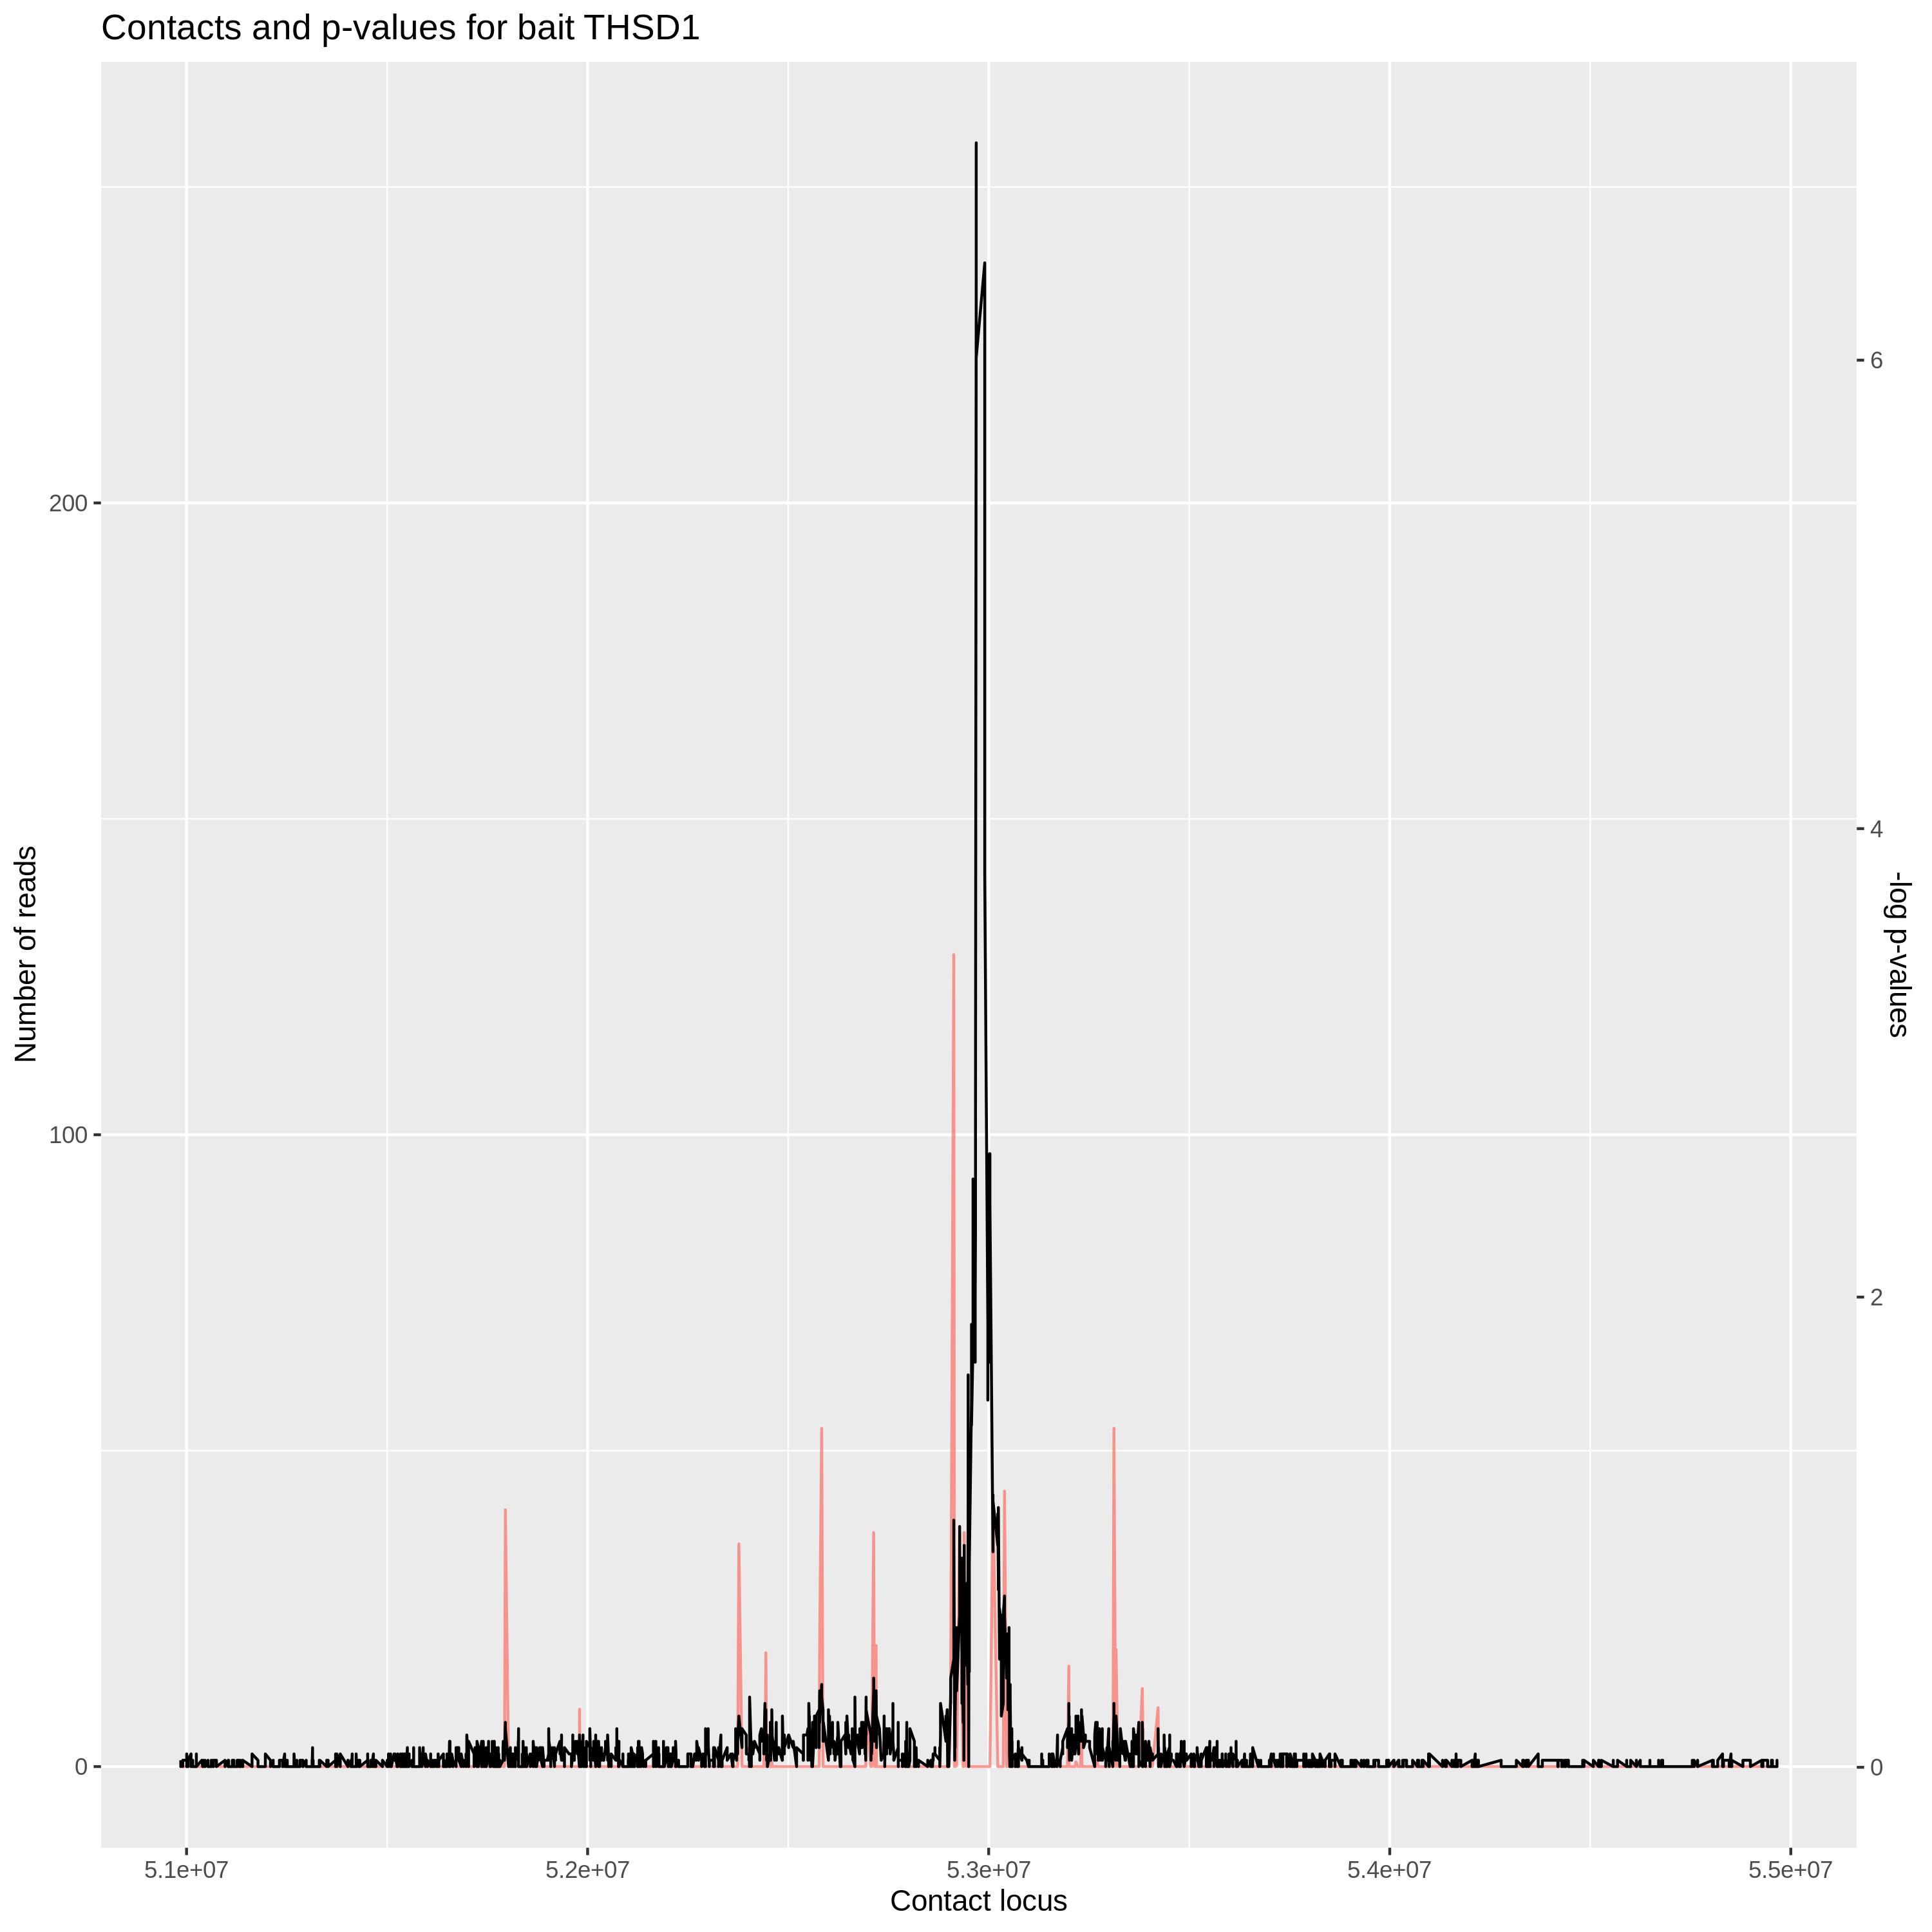 Contacts and p-values for bait THSD1
Number of reads
200
100
0
6
4
2
0
-log p-values
5.1e+07
5.2e+07
5.3e+07
5.4e+07
5.5e+07
Contact locus